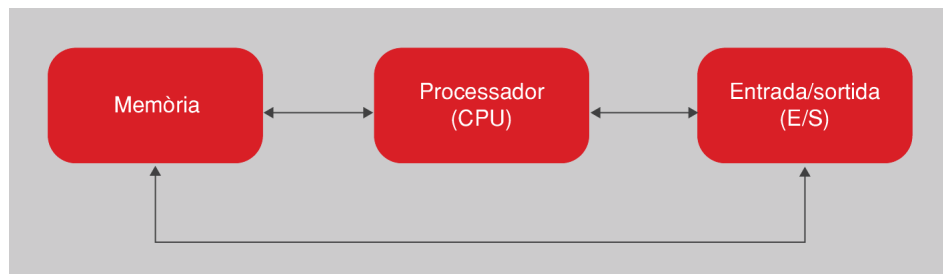 Memòria
Processador
(CPU)
Entrada/sortida
(E/S)